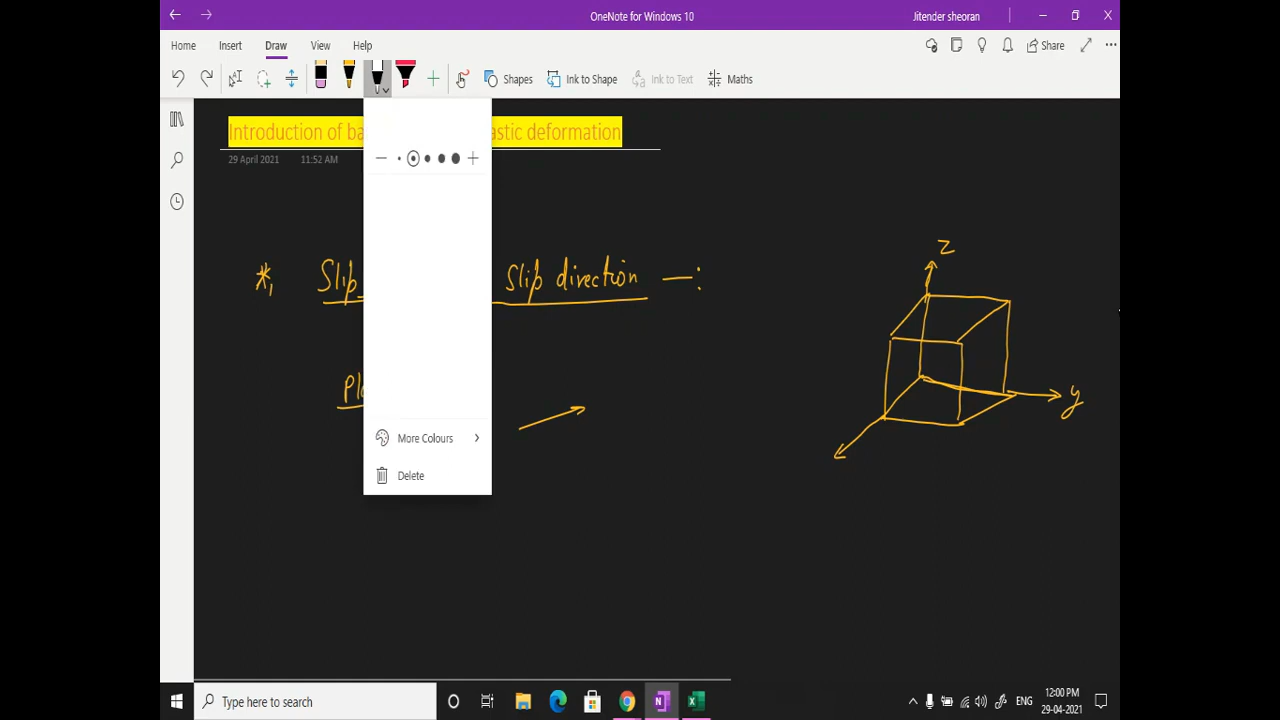 OneNote for Windows 10
Jitender sheoran
Home Insert Draw View Help
Share
Shapes Ink to Shape Ink to Text Maths
Introduction of ba astic deformation
29 April 2021 11:52 AM
*, Slip Slip direction —:
Z
y
Pl
More Colours
Delete
Type here to search
ENG
12:00 PM
29-04-2021